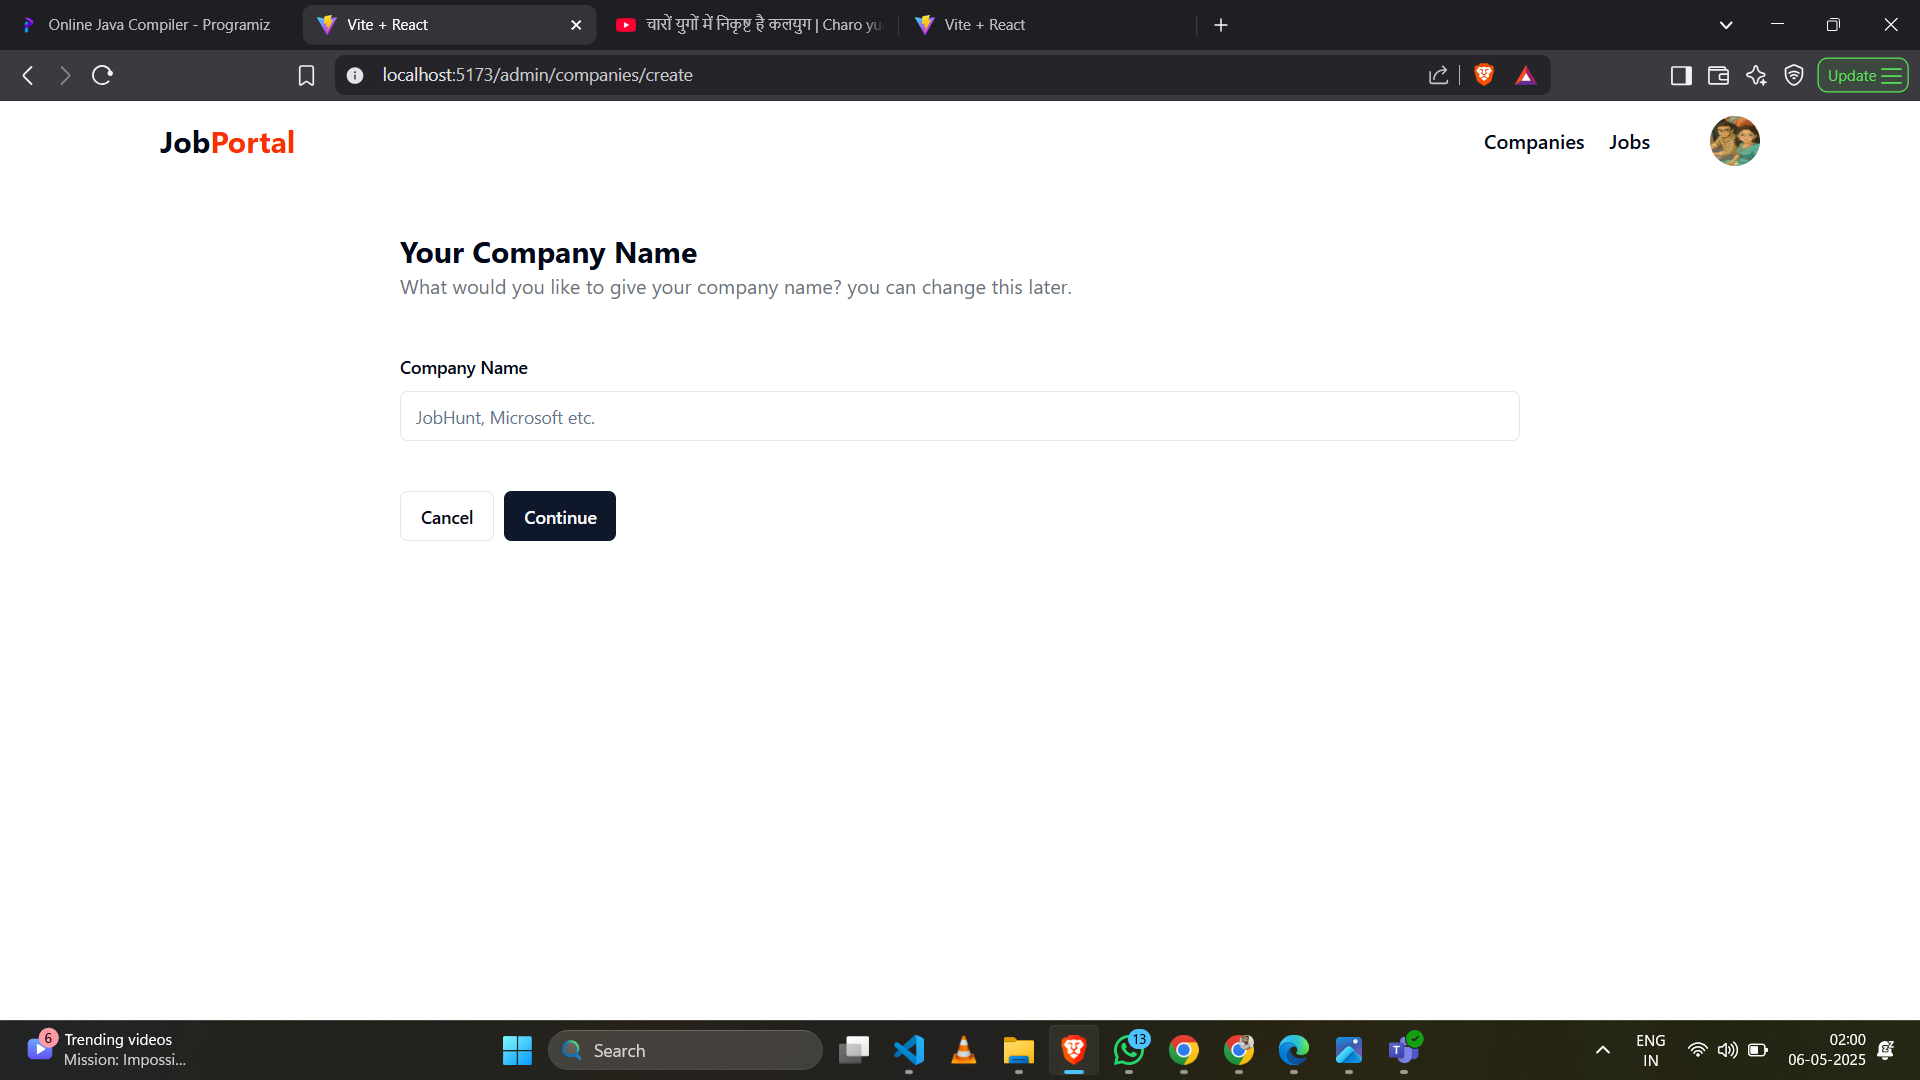 Online Java Compiler - Programiz
Vite + React
चारों युगों में निकृष्ट है कलयुग | Charo yu
Vite + React
localhost:5173/admin/companies/create
Update
JobPortal
Companies
Jobs
Your Company Name
What would you like to give your company name? you can change this later.
Company Name
JobHunt, Microsoft etc.
Cancel
Continue
6
Trending videos
Mission: Impossi...
Search
13
ENG
IN
02:00
06-05-2025